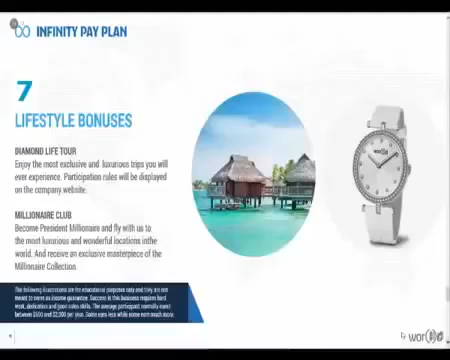 INFINITY PAY PLAN
7
LIFESTYLE BONUSES
DIAMOND LIFE TOUR
Enjoy the most exclusive and luxurious trips you will
ever experience. Participation rules will be displayed
on the company website.
MILLIONAIRE CLUB
Become President Millionaire and fly with us to
the most luxurious and wonderful locations inthe
world. And receive an exclusive masterpiece of the
Millionaire Collection.
The following illustrations are for educational purposes only and they are not
meant to serve as income guarantee. Success in this business requires hard
work, dedication and good sales skills. The average participant normally earns
between $500 and $2,000 per year. Some earn less while some earn much more.